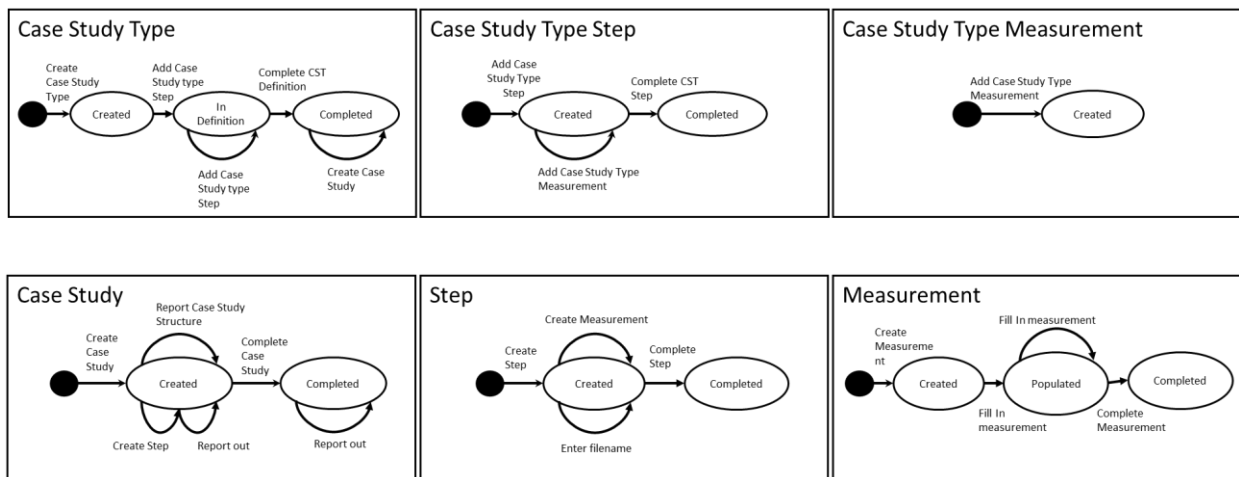 Case Study Type
Create
Case Study
Type
Add Case
Study type
Step
Complete CST
Definition
Created
In
Definition
Completed
Add Case
Study type
Step
Create Case
Study
Case Study Type Step
Add Case
Study Type
Step
Complete CST
Step
Created
Completed
Add Case Study Type
Measurement
Case Study Type Measurement
Add Case Study Type
Measurement
Created
Case Study
Report Case Study
Structure
Create
Case
Study
Complete
Case
Study
Created
Completed
Create Step
Report out
Report out
Step
Create Measurement
Create
Step
Complete
Step
Created
Completed
Enter filename
Measurement
Fill In measurement
Create
Measureme
nt
Created
Populated
Completed
Fill In
measurement
Complete
Measurement